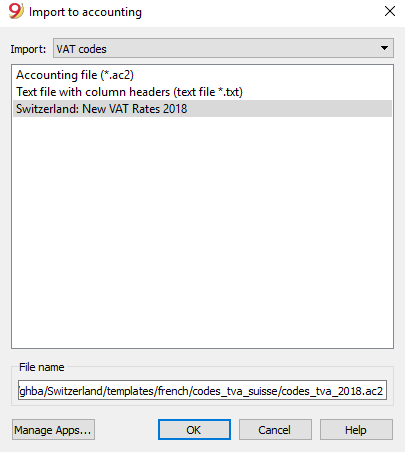 Import to accounting
Import: VAT codes
Accounting file (*.ac2)
Text file with column headers (text file *.txt)
Switzerland: New VAT Rates 2018
File name
ghba/Switzerland/templates/french/codes_tva_suisse/codes_tva_2018.ac2
Manage Apps... OK Cancel Help